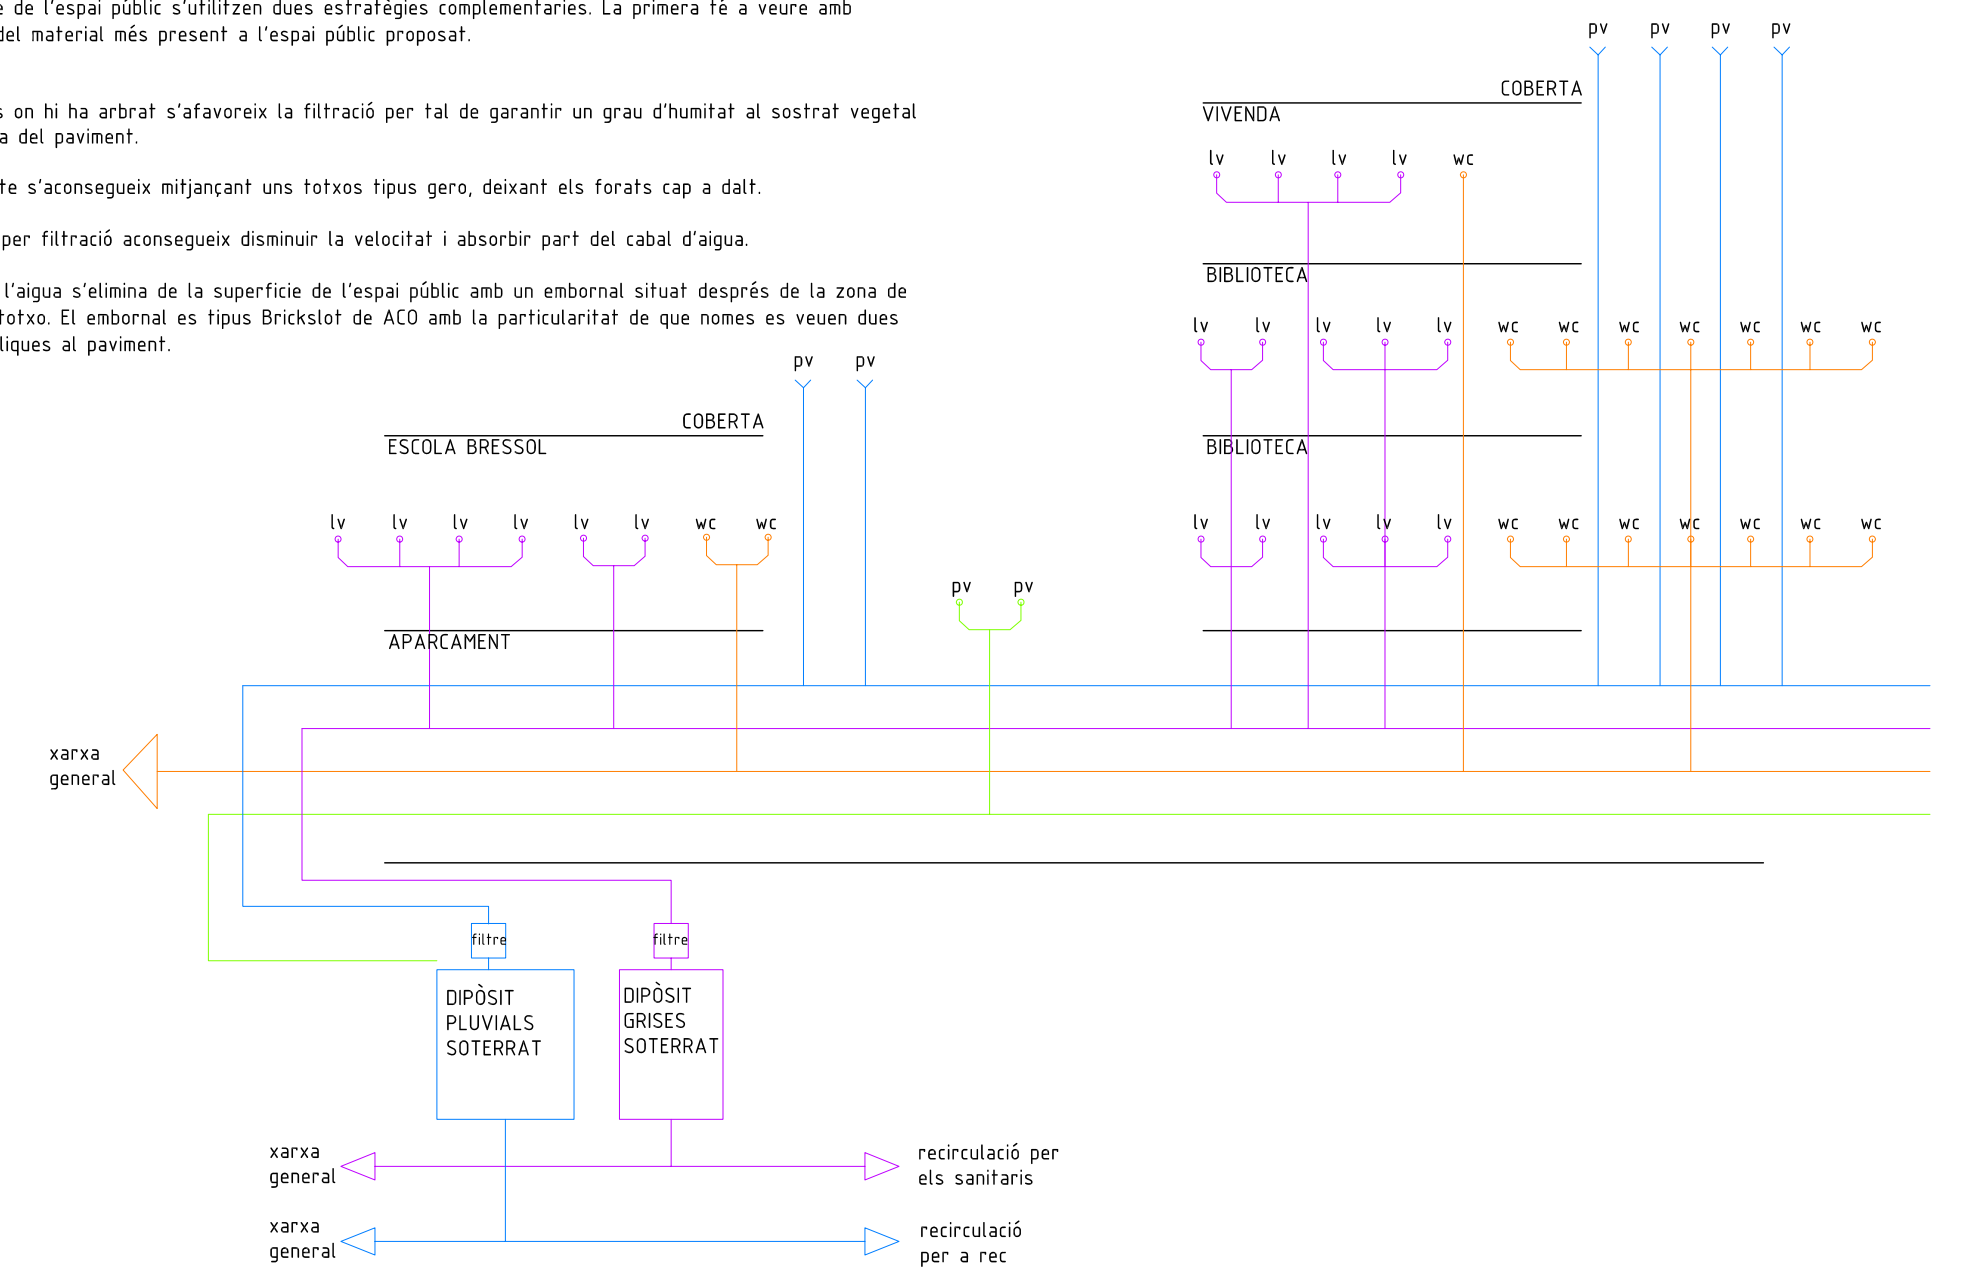 e de l'espai públic s'utilitzen dues estratègies complementaries. La primera té a veure amb
del material més present a l'espai públic proposat.
s on hi ha arbrat s'afavoreix la filtració per tal de garantir un grau d'humitat al sostrat vegetal
a del paviment.
te s'aconsegueix mitjançant uns totxos tipus gero, deixant els forats cap a dalt.
per filtració aconsegueix disminuir la velocitat i absorbir part del cabal d'aigua.
l'aigua s'elimina de la superficie de l'espai públic amb un embornal situat després de la zona de
totxo. El embornal es tipus Brickslot de ACO amb la particularitat de que nomes es veuen dues
liques al paviment.
pv pv pv pv
COBERTA
VIVENDA
lv lv lv lv wc
BIBLIOTECA
lv lv lv lv lv wc wc wc wc wc wc wc
pv pv
COBERTA
ESCOLA BRESSOL
BIBLIOTECA
lv lv lv lv lv lv wc wc
lv lv lv lv lv wc wc wc wc wc wc wc
pv pv
APARCAMENT
xarxa
general
filtre
filtre
DIPÒSIT
PLUVIALS
SOTERRAT
DIPÒSIT
GRISES
SOTERRAT
xarxa
general
recirculació per
els sanitaris
xarxa
general
recirculació
per a rec